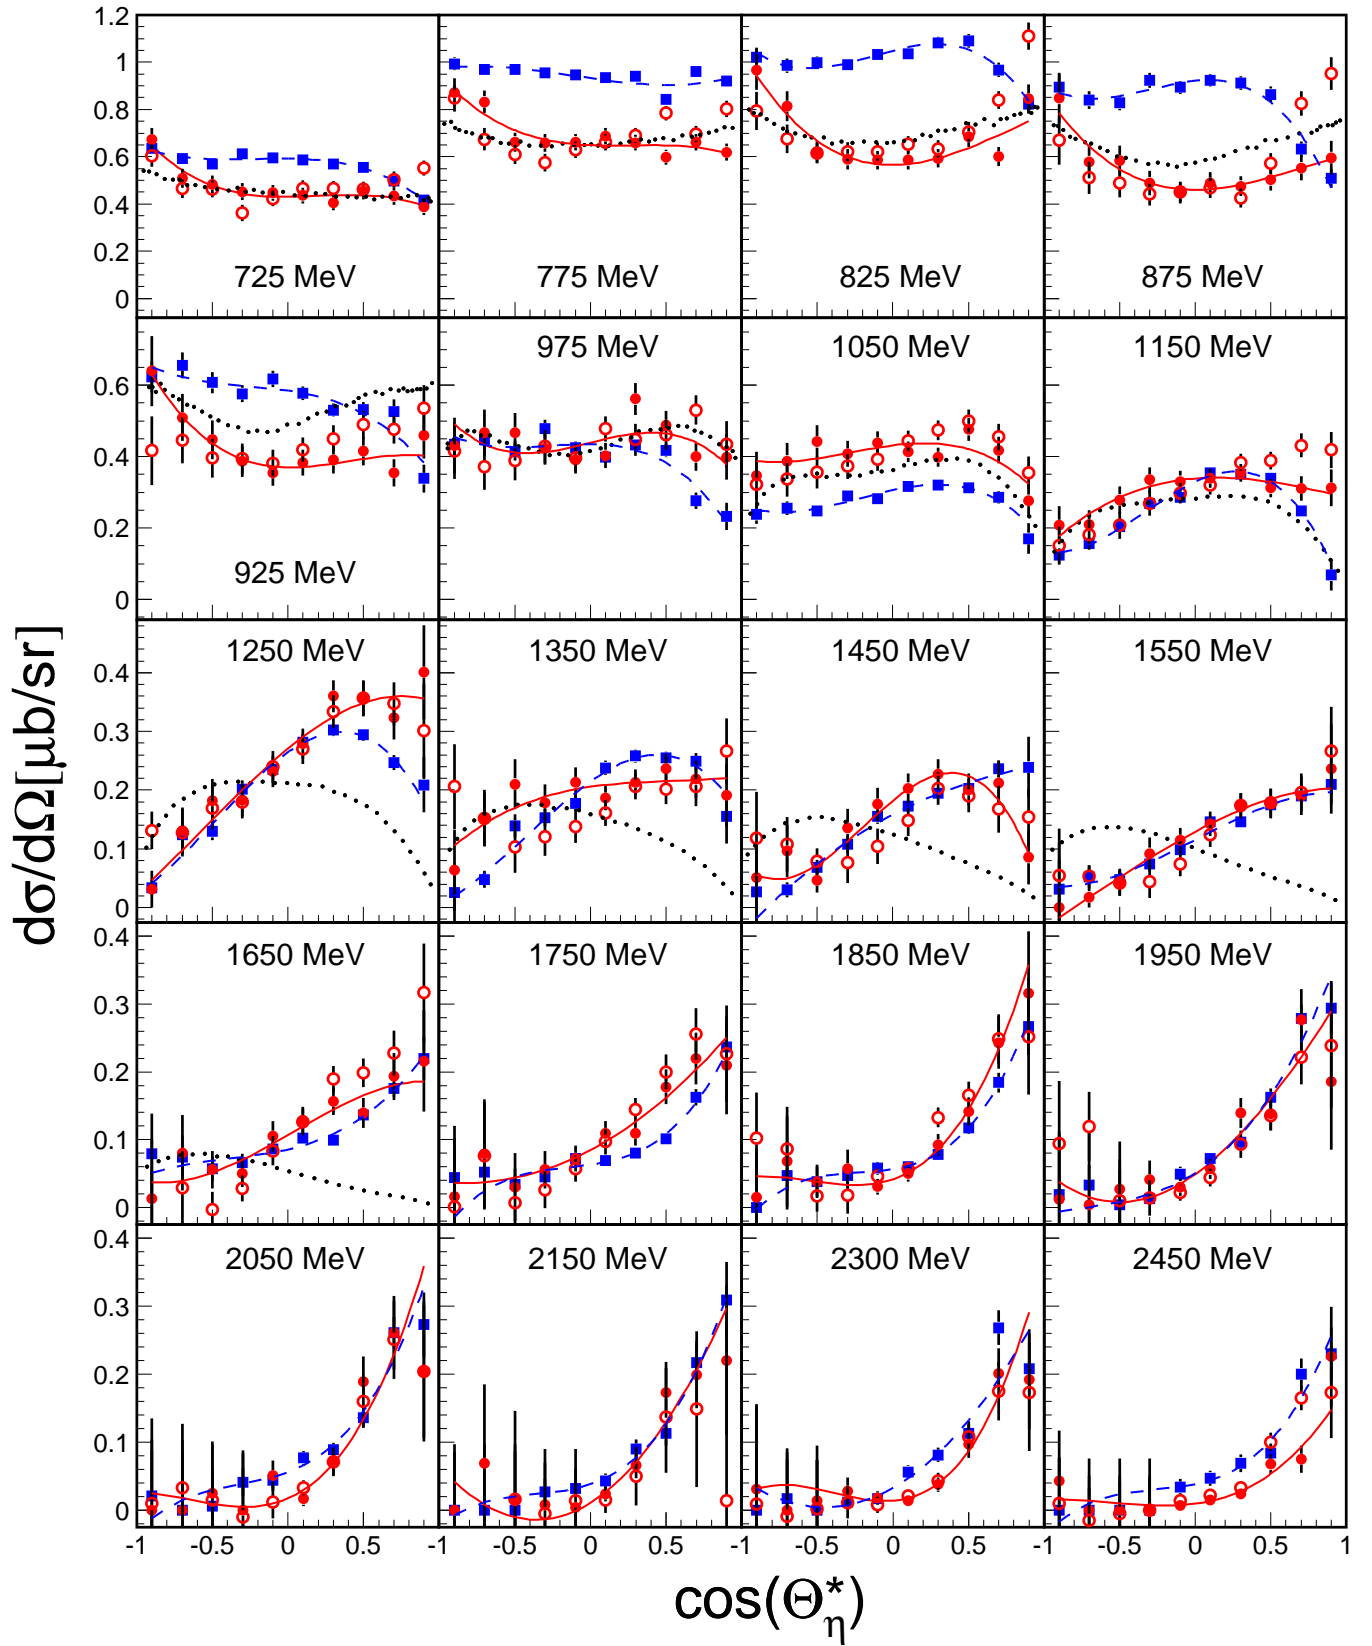 1.2
1
0.8
0.6
0.4
0.2
0
725 MeV
775 MeV
825 MeV
875 MeV
0.6
0.4
0.2
0
925 MeV
975 MeV
1050 MeV
1150 MeV
0.4
0.3
0.2
0.1
0
1250 MeV
1350 MeV
1450 MeV
1550 MeV
0.4
0.3
0.2
0.1
0
1650 MeV
1750 MeV
1850 MeV
1950 MeV
0.4
0.3
0.2
0.1
0
2050 MeV
2150 MeV
2300 MeV
2450 MeV
-1 -0.5 0 0.5 -1 -0.5 0 0.5 -1 -0.5 0 0.5 -1 -0.5 0 0.5 1
dσ/dΩ[μb/sr]
cos(Θ*η)